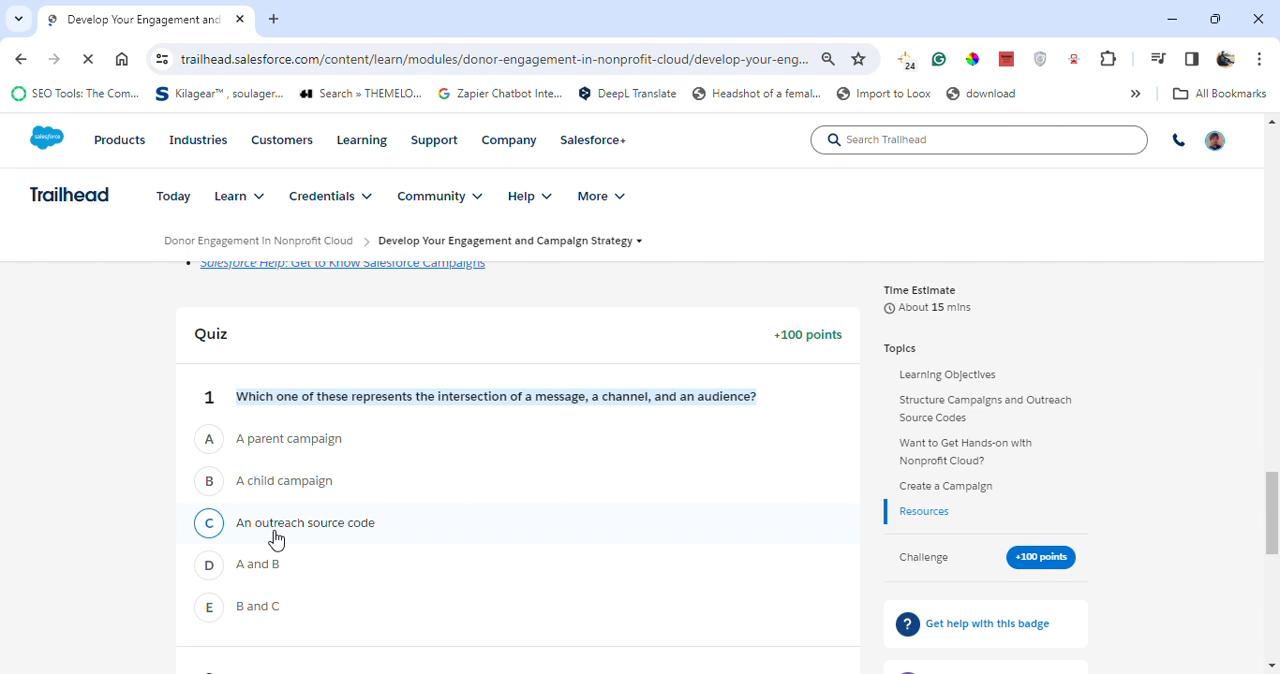 Develop Your Engagement and
trailhead.salesforce.com/content/learn/modules/donor-engagement-in-nonprofit-cloud/develop-your-eng...
24
SEO Tools: The Com...
Kilagear™ , soulager...
Search » THEMELO...
Zapier Chatbot Inte...
DeepL Translate
Headshot of a femal...
Import to Loox
download
»
All Bookmarks
salesforce
Products
Industries
Customers
Learning
Support
Company
Salesforce+
Search Trailhead
Trailhead
Today
Learn
Credentials
Community
Help
More
Donor Engagement in Nonprofit Cloud
Develop Your Engagement and Campaign Strategy
Salesforce Help: Get to Know Salesforce Campaigns
Quiz
+100 points
1 Which one of these represents the intersection of a message, a channel, and an audience?
A A parent campaign
B A child campaign
C An outreach source code
D A and B
E B and C
Time Estimate
About 15 mins
Topics
Learning Objectives
Structure Campaigns and Outreach
Source Codes
Want to Get Hands-on with
Nonprofit Cloud?
Create a Campaign
Resources
Challenge
+100 points
? Get help with this badge